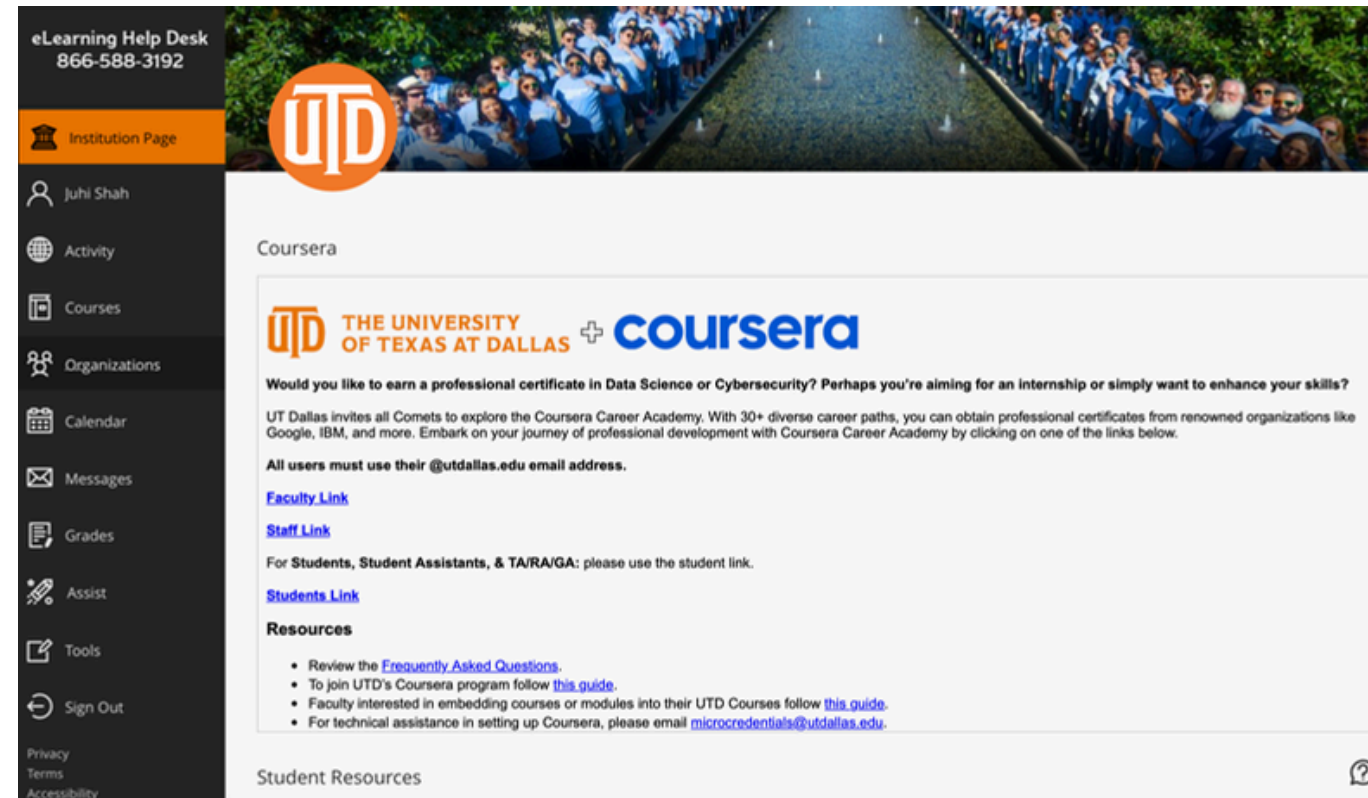 eLearning Help Desk
866-588-3192
Institution Page
Juhi Shah
Activity
Courses
Organizations
Calendar
Messages
Grades
Assist
Tools
Sign Out
Privacy
Terms
Accessibility
UTD
Coursera
UTD THE UNIVERSITY OF TEXAS AT DALLAS + coursera
Would you like to earn a professional certificate in Data Science or Cybersecurity? Perhaps you're aiming for an internship or simply want to enhance your skills?
UT Dallas invites all Comets to explore the Coursera Career Academy. With 30+ diverse career paths, you can obtain professional certificates from renowned organizations like
Google, IBM, and more. Embark on your journey of professional development with Coursera Career Academy by clicking on one of the links below.
All users must use their @utdallas.edu email address.
Faculty Link
Staff Link
For Students, Student Assistants, & TA/RA/GA: please use the student link.
Students Link
Resources
• Review the Frequently Asked Questions.
• To join UTD's Coursera program follow this guide.
• Faculty interested in embedding courses or modules into their UTD Courses follow this guide.
• For technical assistance in setting up Coursera, please email microcredentials@utdallas.edu.
Student Resources